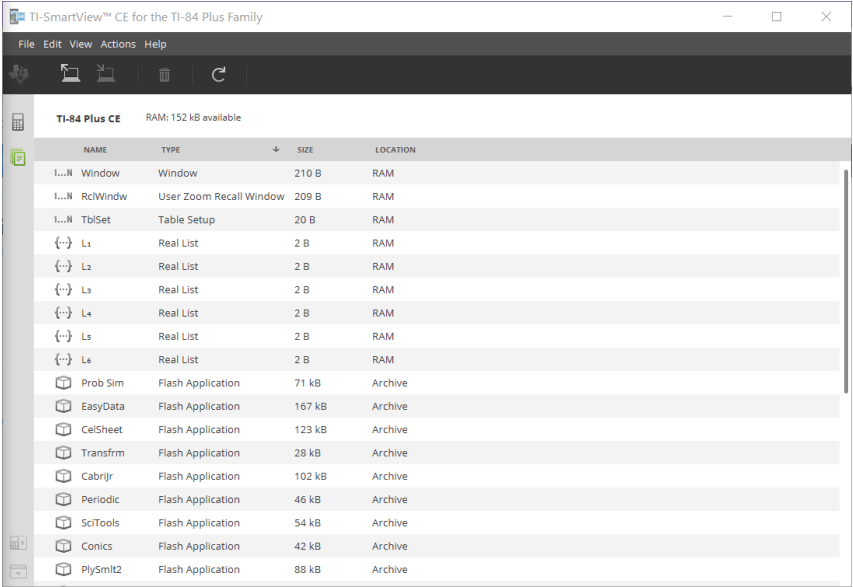 TI-SmartView™ CE for the TI-84 Plus Family
File Edit View Actions Help
TI-84 Plus CE RAM: 152 kB available
NAME TYPE SIZE LOCATION
1...N Window Window 210 B RAM
1...N RclWindw User Zoom Recall Window 209 B RAM
1...N TblSet Table Setup 20 B RAM
{...} L₁ Real List 2 B RAM
{...} L₂ Real List 2 B RAM
{...} L₃ Real List 2 B RAM
{...} L₄ Real List 2 B RAM
{...} L₅ Real List 2 B RAM
{...} L₆ Real List 2 B RAM
Prob Sim Flash Application 71 kB Archive
EasyData Flash Application 167 kB Archive
CelSheet Flash Application 123 kB Archive
Transfrm Flash Application 28 kB Archive
CabriJr Flash Application 102 kB Archive
Periodic Flash Application 46 kB Archive
SciTools Flash Application 54 kB Archive
Conics Flash Application 42 kB Archive
PlySmlt2 Flash Application 88 kB Archive